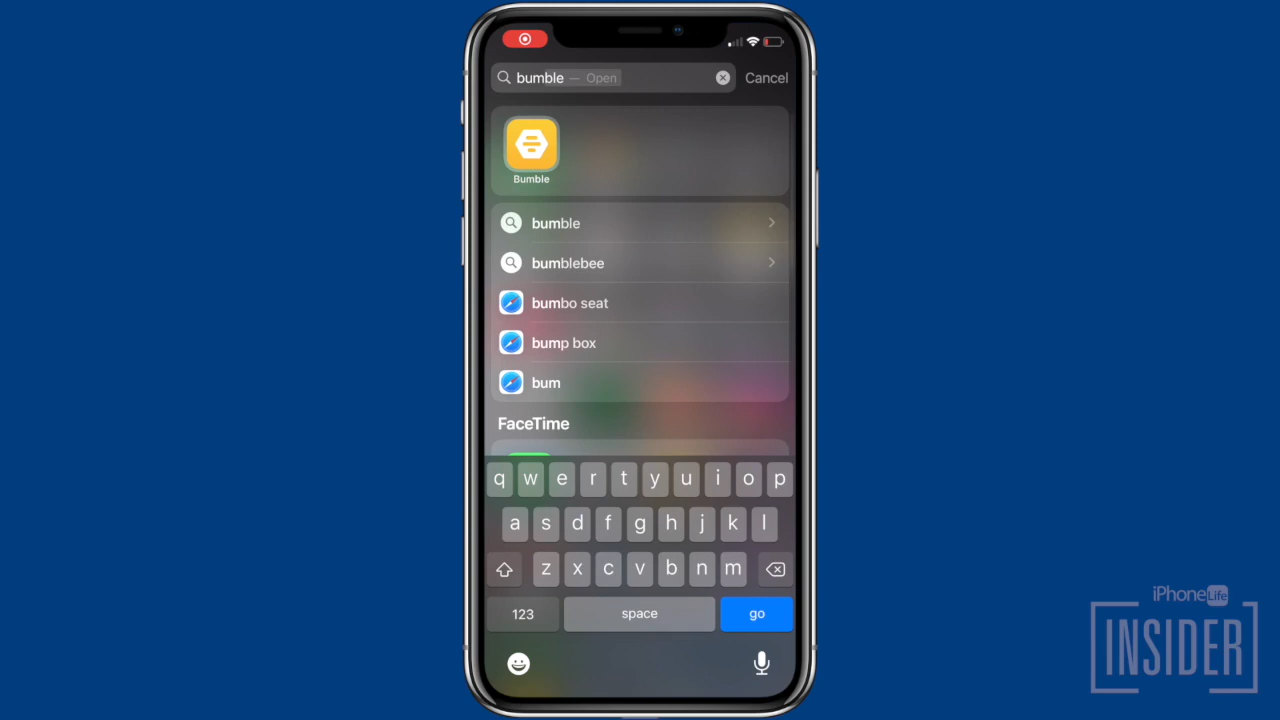 bumble — Open
Cancel
Bumble
bumble
bumblebee
bumbo seat
bump box
bum
FaceTime
q w e r t y u i o p
a s d f g h j k l
z x c v b n m
123 space go
iPhoneLife
INSIDER